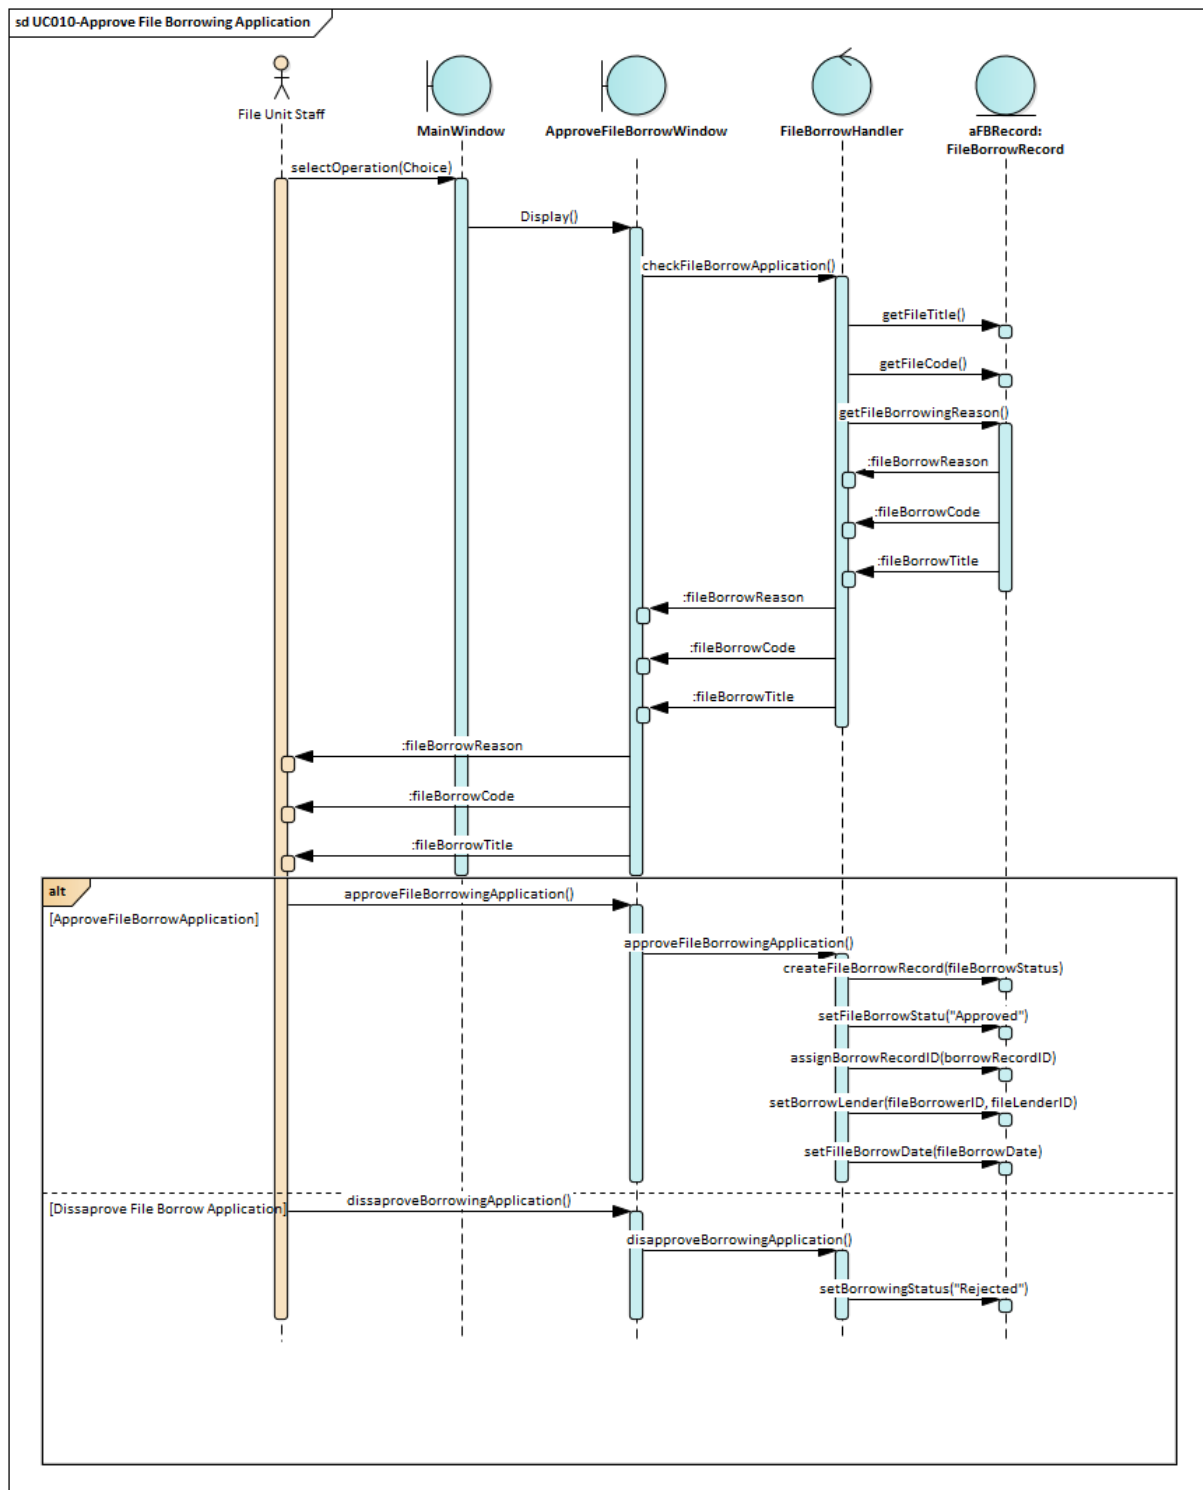 sd UC010-Approve File Borrowing Application
File Unit Staff
MainWindow
ApproveFileBorrowWindow
FileBorrowHandler
aFBRecord:
FileBorrowRecord
selectOperation(Choice)
Display()
checkFileBorrowApplication()
getFileTitle()
getFileCode()
getFileBorrowingReason()
:fileBorrowReason
:fileBorrowCode
:fileBorrowTitle
:fileBorrowReason
:fileBorrowCode
:fileBorrowTitle
:fileBorrowReason
:fileBorrowCode
:fileBorrowTitle
alt
approveFileBorrowingApplication()
[ApproveFileBorrowApplication]
approveFileBorrowingApplication()
createFileBorrowRecord(fileBorrowStatus)
setFileBorrowStatu("Approved")
assignBorrowRecordID(borrowRecordID)
setBorrowLender(fileBorrowerID, fileLenderID)
setFilleBorrowDate(fileBorrowDate)
dissaproveBorrowingApplication()
[Dissaprove File Borrow Application]
disapproveBorrowingApplication()
setBorrowingStatus("Rejected")